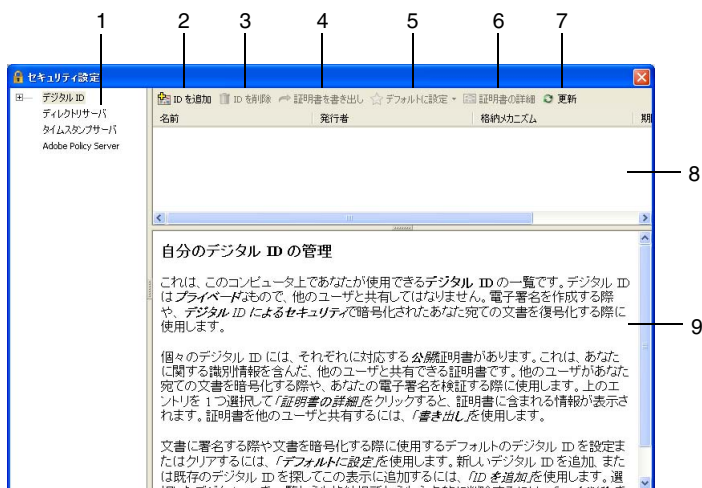 1 2 3 4 5 6 7
セキュリティ設定
デジタル ID
ディレクトリサーバ
タイムスタンプサーバ
Adobe Policy Server
ID を追加 ID を削除 証明書を書き出し デフォルトに設定 証明書の詳細 更新
名前 発行者 格納メカニズム 期
8
自分のデジタル ID の管理
これは、このコンピュータ上であなたが使用できるデジタル ID の一覧です。デジタル ID
はプライベートなもので、他のユーザと共有してはなりません。電子署名を作成する際
や、デジタル ID によるセキュリティで暗号化されたあなた宛ての文書を復号化する際に
使用します。
9
個々のデジタル ID には、それぞれに対応する公開証明書があります。これは、あなた
に関する識別情報を含んだ、他のユーザと共有できる証明書です。他のユーザがあなた
宛ての文書を暗号化する際や、あなたの電子署名を検証する際に使用します。上のエ
ントリを 1 つ選択して「証明書の詳細」をクリックすると、証明書に含まれる情報が表示さ
れます。証明書を他のユーザと共有するには、「書き出し」を使用します。
文書に署名する際や文書を暗号化する際に使用するデフォルトのデジタル ID を設定ま
たはクリアするには、「デフォルトに設定」を使用します。新しいデジタル ID を追加、また
は既存のデジタル ID を探してこの表示に追加するには、「ID を追加」を使用します。選